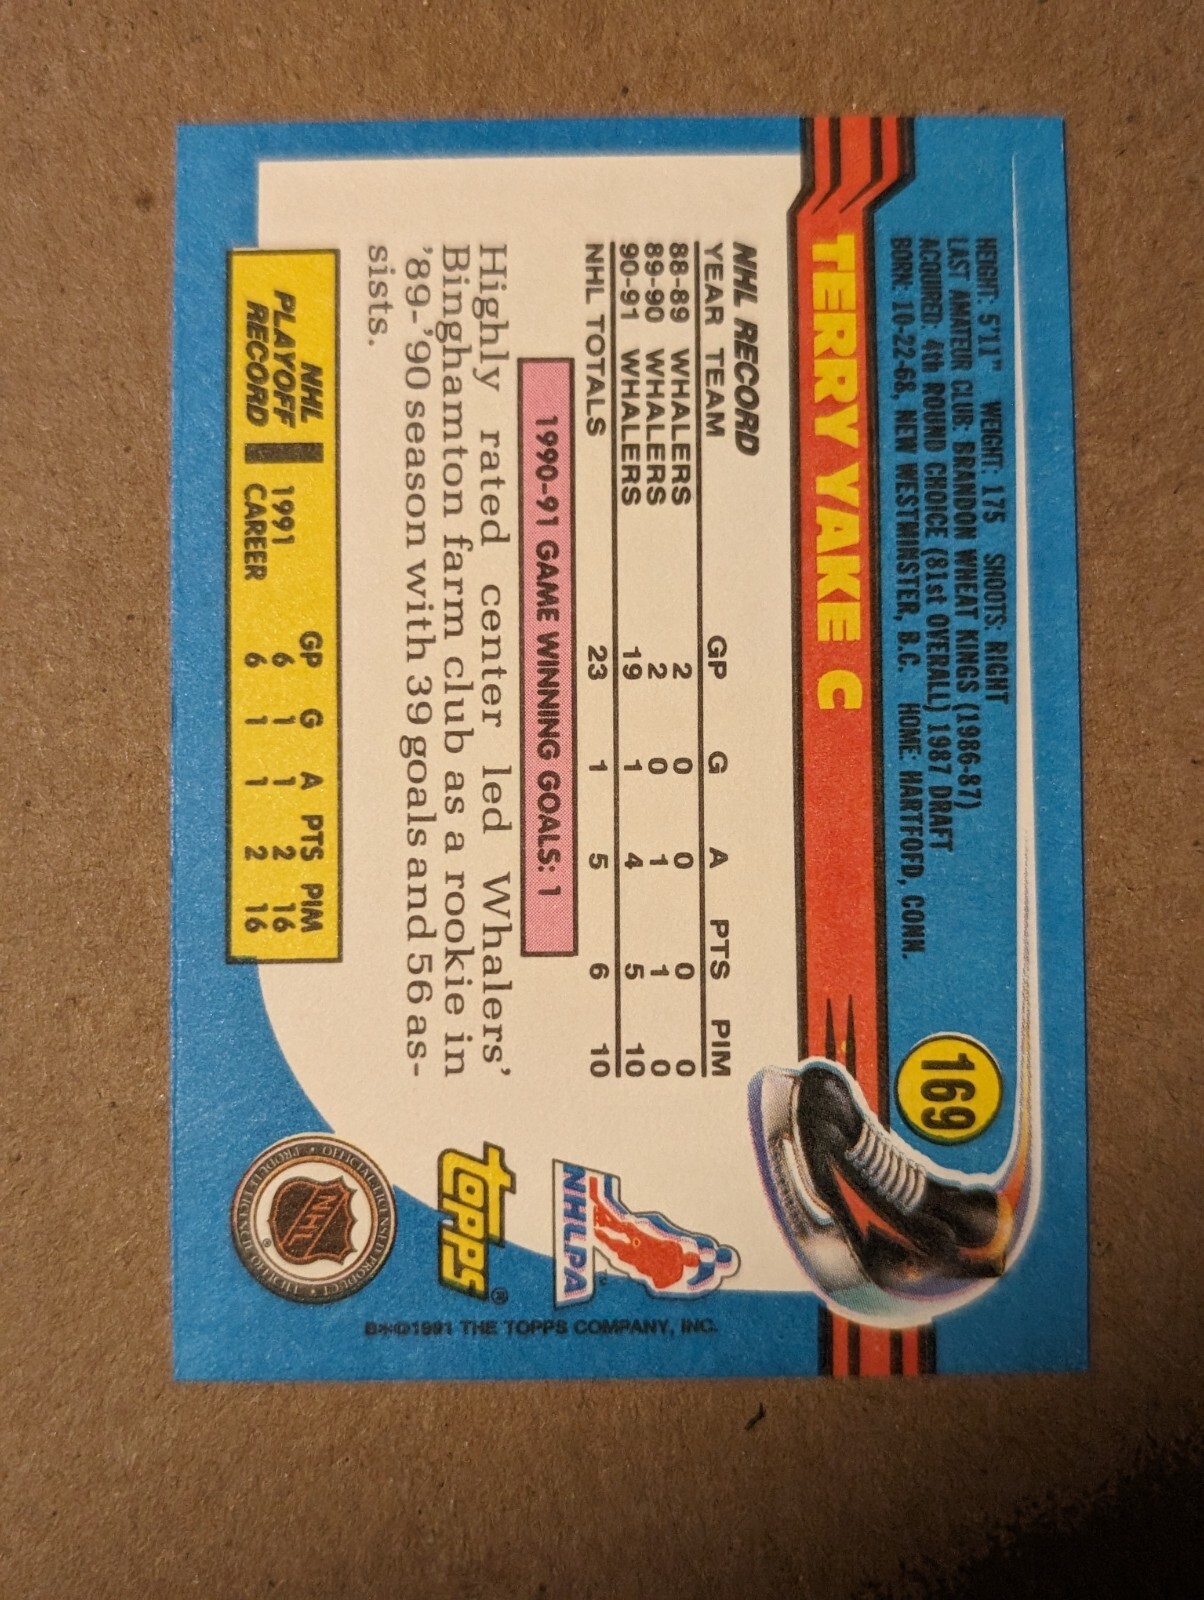 169
HEIGHT: 5'11" WEIGHT: 175 SHOOTS: RIGHT
LAST AMATEUR CLUB: BRANDON WHEAT KINGS (1986-87)
ACQUIRED: 4th ROUND CHOICE (81st OVERALL) 1987 DRAFT
BORN: 10-22-68, NEW WESTMINSTER, B.C. HOME: HARTFOFD, CONN.
TERRY YAKE C
NHL RECORD
YEAR TEAM GP G A PTS PIM
88-89 WHALERS 2 0 0 0 0
89-90 WHALERS 2 0 1 1 0
90-91 WHALERS 19 1 4 5 10
NHL TOTALS 23 1 5 6 10
1990-91 GAME WINNING GOALS: 1
Highly rated center led Whalers'
Binghamton farm club as a rookie in
'89-'90 season with 39 goals and 56 as-
sists.
NHL PLAYOFF RECORD
GP G A PTS PIM
1991 6 1 1 2 16
CAREER 6 1 1 2 16
NHLPA™
TOPPS®
OFFICIAL LICENSED PRODUCT
NHL®
B*©1991 THE TOPPS COMPANY, INC.